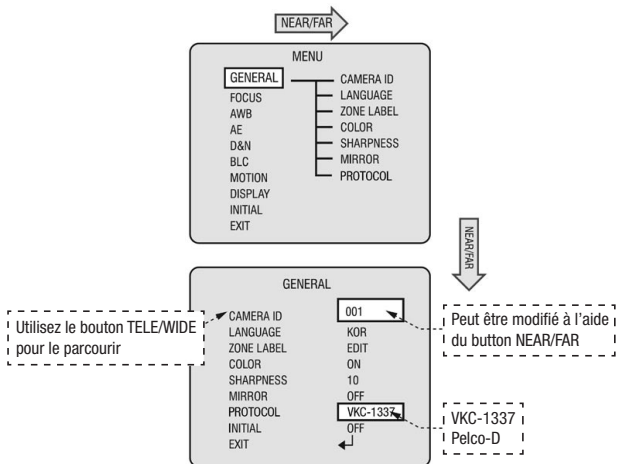 NEAR/FAR
MENU
GENERAL
FOCUS
AWB
AE
D&N
BLC
MOTION
DISPLAY
INITIAL
EXIT
CAMERA ID
LANGUAGE
ZONE LABEL
COLOR
SHARPNESS
MIRROR
PROTOCOL
NEAR/FAR
GENERAL
CAMERA ID 001
LANGUAGE KOR
ZONE LABEL EDIT
COLOR ON
SHARPNESS 10
MIRROR OFF
PROTOCOL VKC-1337
INITIAL OFF
EXIT
Utilisez le bouton TELE/WIDE
pour le parcourir
Peut être modifié à l'aide
du button NEAR/FAR
VKC-1337
Pelco-D